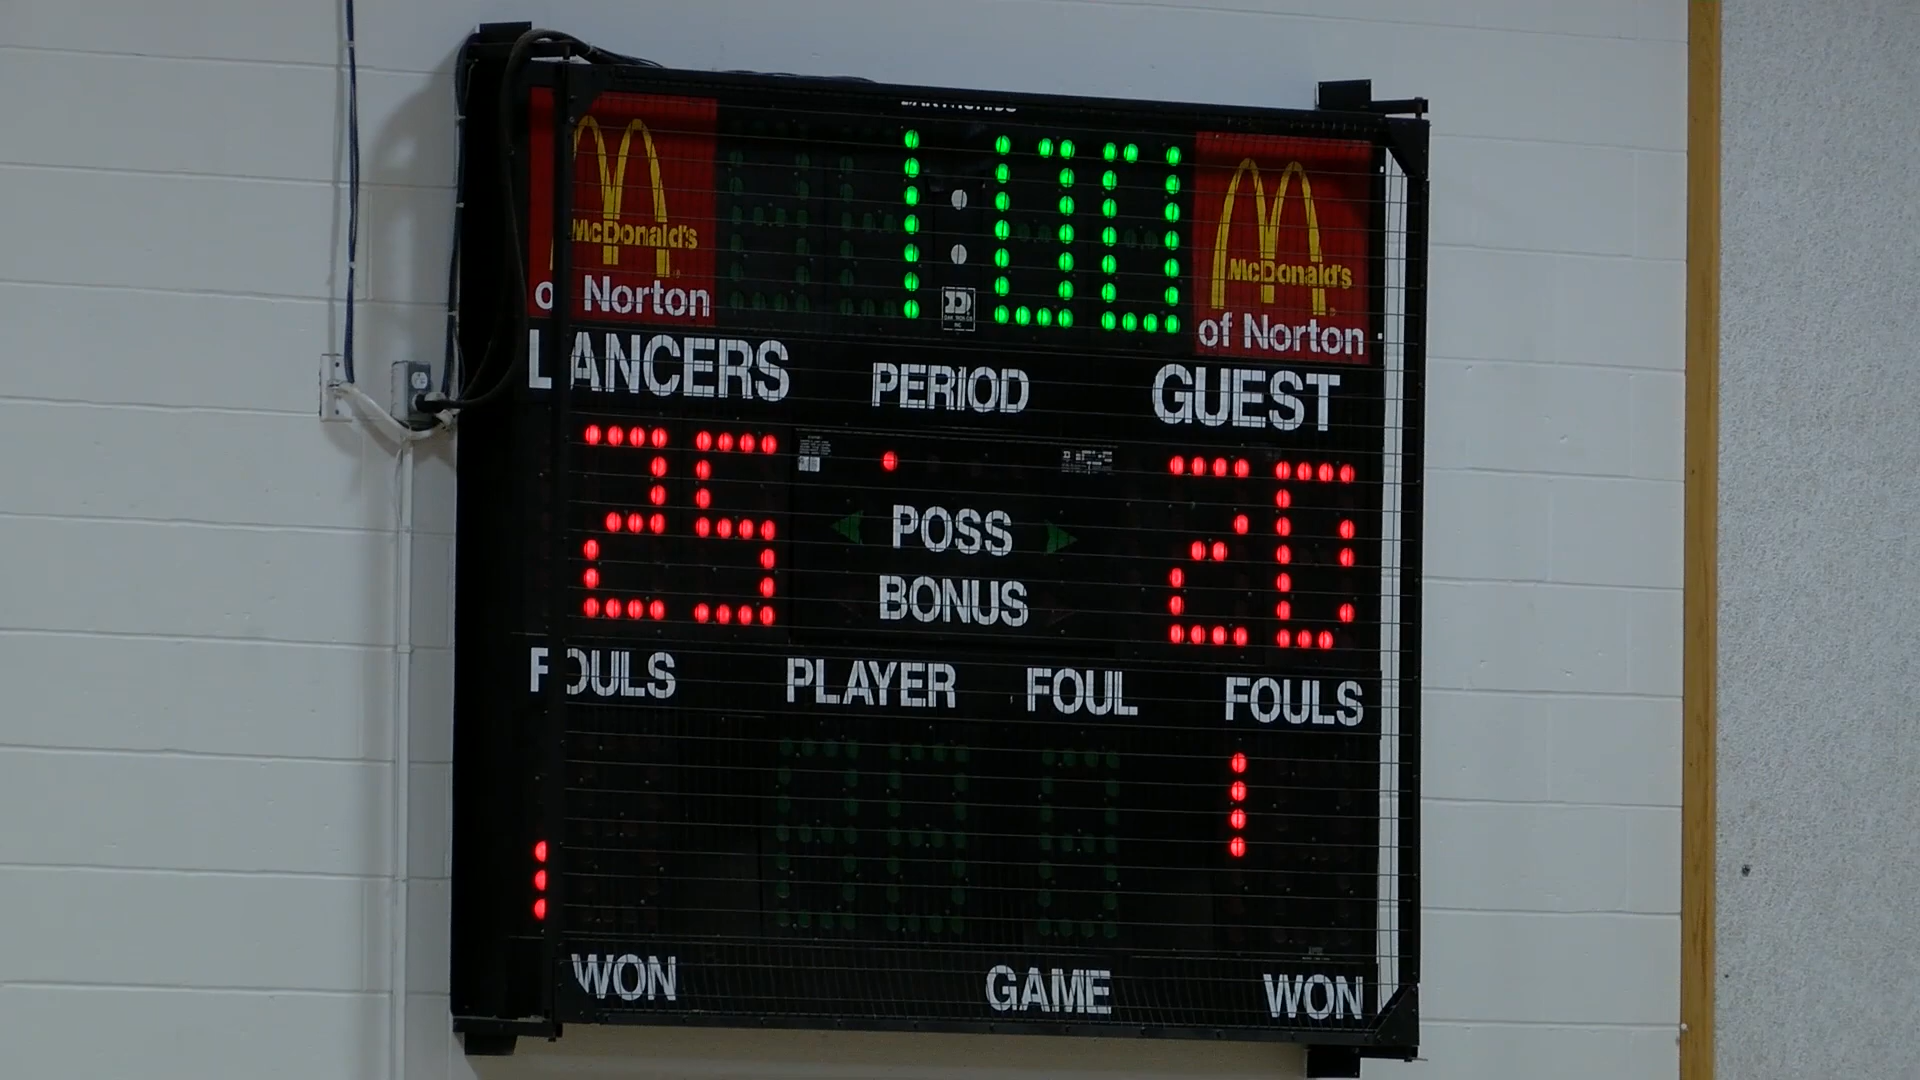 McDonald's
of Norton
1:00
McDonald's
of Norton
LANCERS PERIOD GUEST
25 20
POSS
BONUS
FOULS PLAYER FOUL FOULS
WON GAME WON